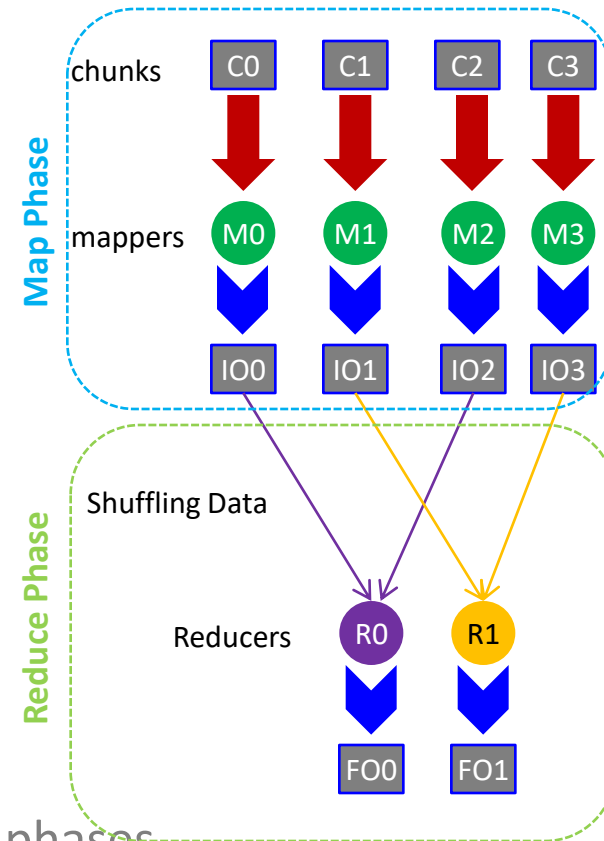 chunks C0 C1 C2 C3
Map Phase
mappers M0 M1 M2 M3
IO0 IO1 IO2 IO3
Reduce Phase
Shuffling Data
Reducers R0 R1
FO0 FO1
phases